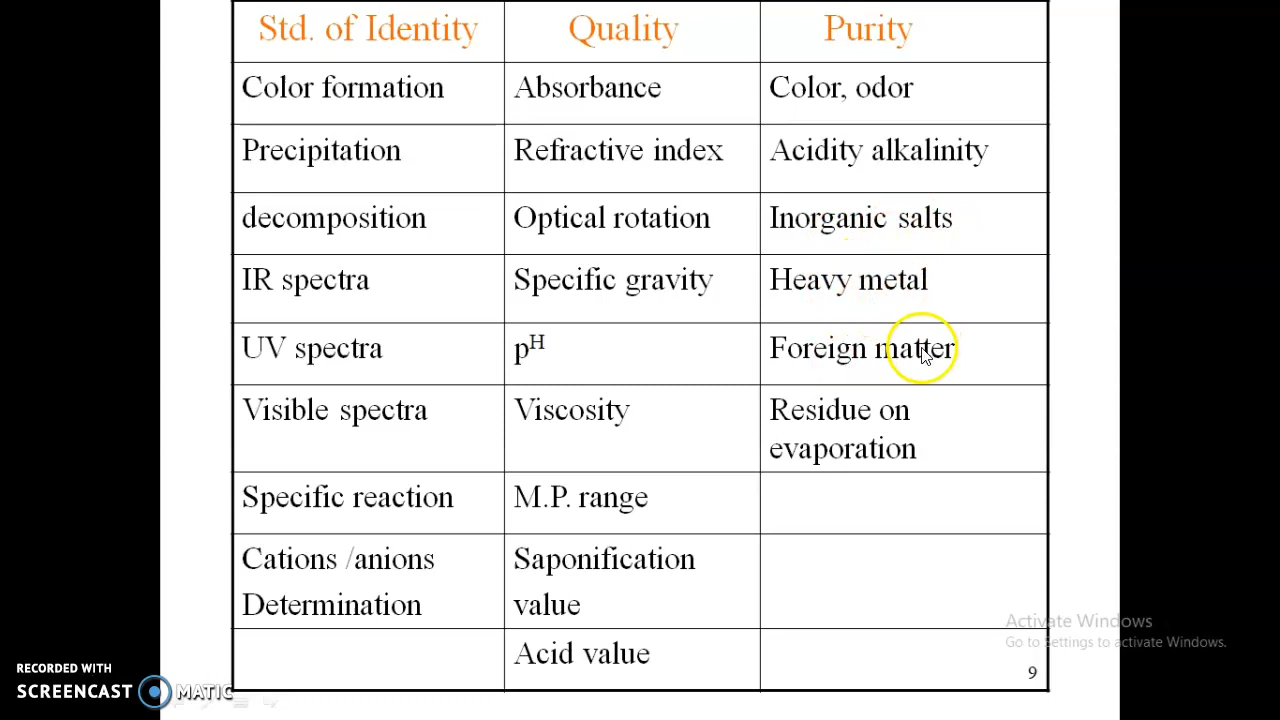 Std. of Identity Quality Purity
Color formation Absorbance Color, odor
Precipitation Refractive index Acidity alkalinity
decomposition Optical rotation Inorganic salts
IR spectra Specific gravity Heavy metal
UV spectra pH Foreign matter
Visible spectra Viscosity Residue on
evaporation
Specific reaction M.P. range
Cations /anions Saponification
Determination value
Acid value
Activate Windows
Go to Settings to activate Windows.
9
RECORDED WITH
SCREENCAST MATIC